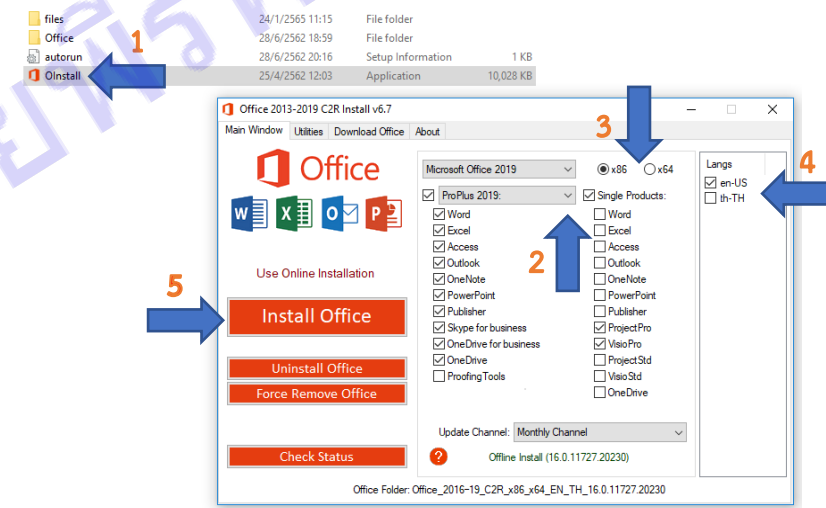 files 24/1/2565 11:15 File folder
Office 28/6/2562 18:59 File folder
autorun 28/6/2562 20:16 Setup Information 1 KB
OInstall 25/4/2562 12:03 Application 10,028 KB
1
Office 2013-2019 C2R Install v6.7
Main Window Utilities Download Office About
3
Office
Microsoft Office 2019 x86 x64
Langs
4
ProPlus 2019: Single Products:
en-US
Word Word
th-TH
Excel Excel
Access Access
Outlook Outlook
2
OneNote OneNote
PowerPoint PowerPoint
Publisher Publisher
Skype for business ProjectPro
OneDrive for business VisioPro
OneDrive ProjectStd
ProofingTools VisioStd
OneDrive
Use Online Installation
5
Install Office
Uninstall Office
Force Remove Office
Check Status
Update Channel: Monthly Channel
? Offline Install (16.0.11727.20230)
Office Folder: Office_2016-19_C2R_x86_x64_EN_TH_16.0.11727.20230